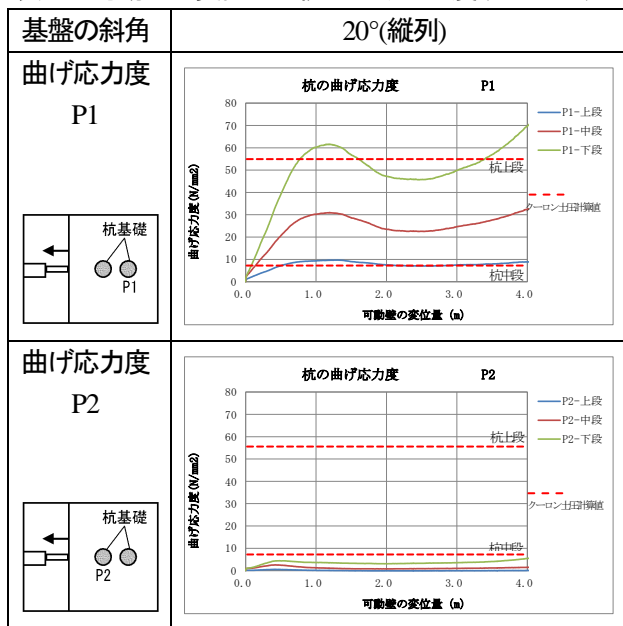 基盤の斜角
20°(縦列)
曲げ応力度
P1
杭基礎
P1
杭の曲げ応力度 P1
曲げ応力度(N/mm2)
80
70
60
50
40
30
20
10
0
0.0 1.0 2.0 3.0 4.0
可動壁の変位量 (m)
杭上段
杭中段
P1-上段
P1-中段
P1-下段
クーロン土圧計算値
曲げ応力度
P2
杭基礎
P2
杭の曲げ応力度 P2
曲げ応力度(N/mm2)
80
70
60
50
40
30
20
10
0
0.0 1.0 2.0 3.0 4.0
可動壁の変位量 (m)
杭上段
杭中段
P2-上段
P2-中段
P2-下段
クーロン土圧計算値